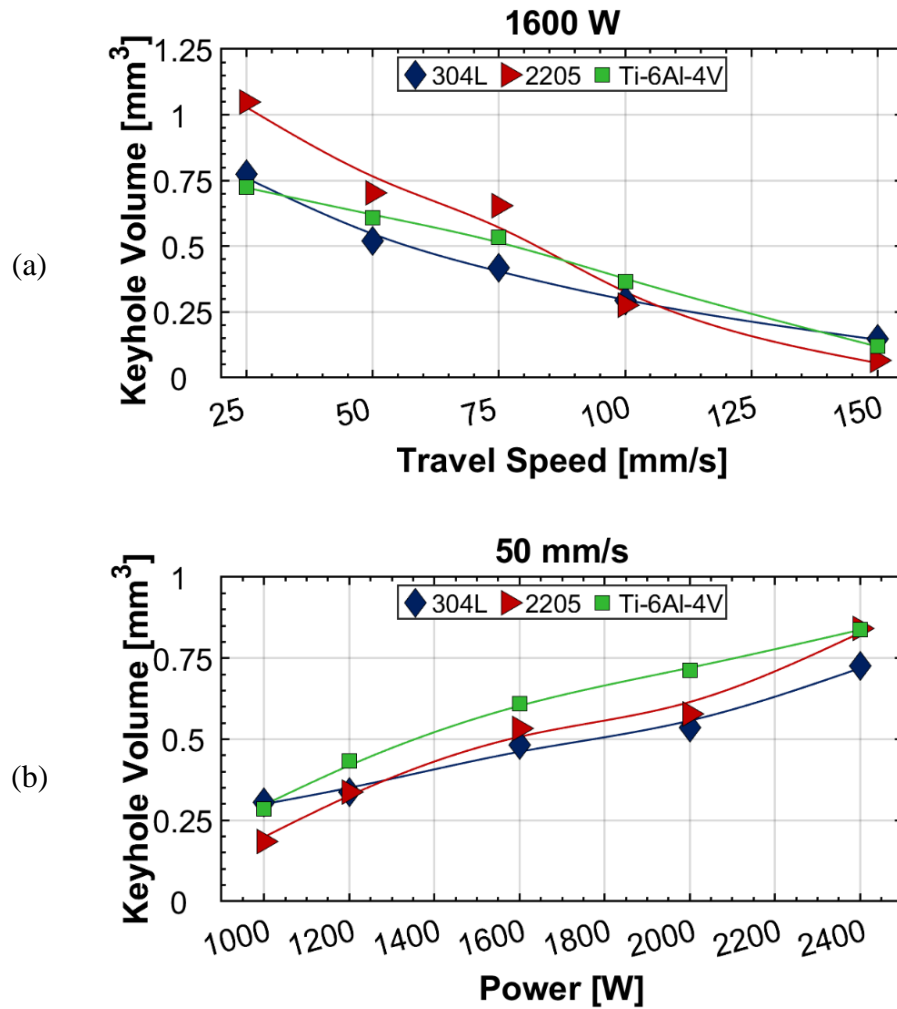 1600 W
304L 2205 Ti-6Al-4V
1.25
1
0.75
0.5
0.25
0
Keyhole Volume [mm³]
(a)
25 50 75 100 125 150
Travel Speed [mm/s]
50 mm/s
304L 2205 Ti-6Al-4V
1
0.75
0.5
0.25
0
Keyhole Volume [mm³]
(b)
1000 1200 1400 1600 1800 2000 2200 2400
Power [W]